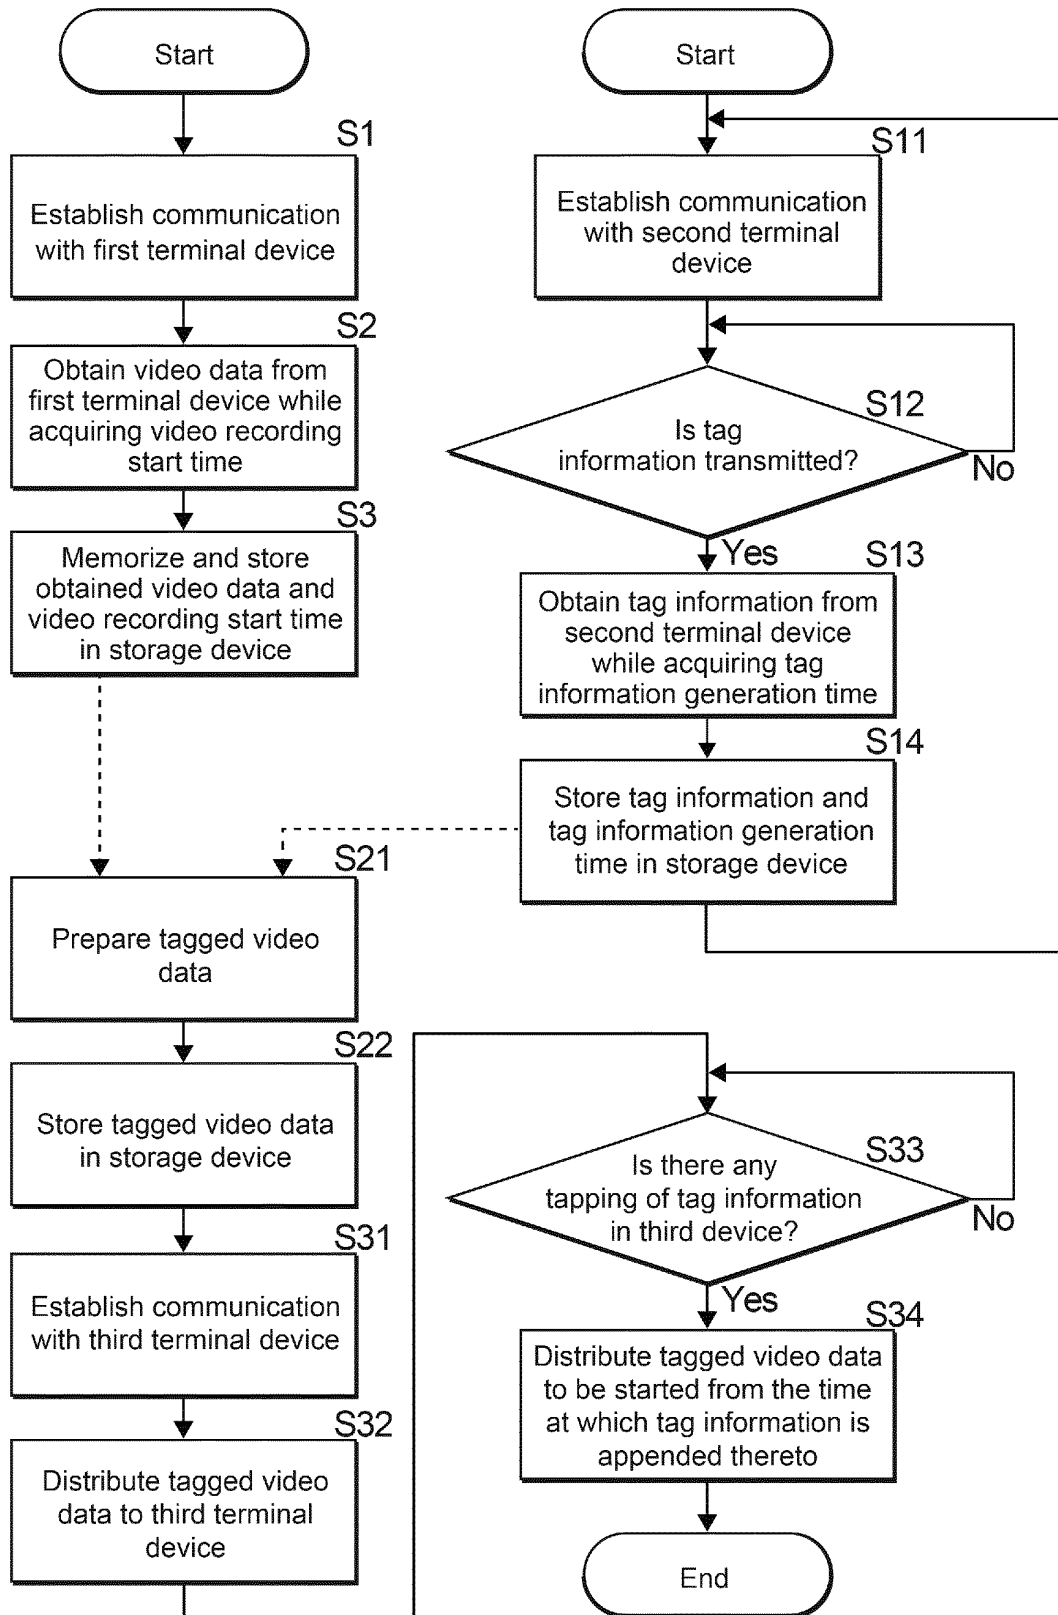 Start
S1
Establish communication
with first terminal device
S2
Obtain video data from
first terminal device while
acquiring video recording
start time
S3
Memorize and store
obtained video data and
video recording start time
in storage device
S21
Prepare tagged video
data
S22
Store tagged video data
in storage device
S31
Establish communication
with third terminal device
S32
Distribute tagged video
data to third terminal
device
Start
S11
Establish communication
with second terminal
device
S12
Is tag
information transmitted?
No
Yes
S13
Obtain tag information from
second terminal device
while acquiring tag
information generation time
S14
Store tag information and
tag information generation
time in storage device
S33
Is there any
tapping of tag information
in third device?
No
Yes
S34
Distribute tagged video data
to be started from the time
at which tag information is
appended thereto
End